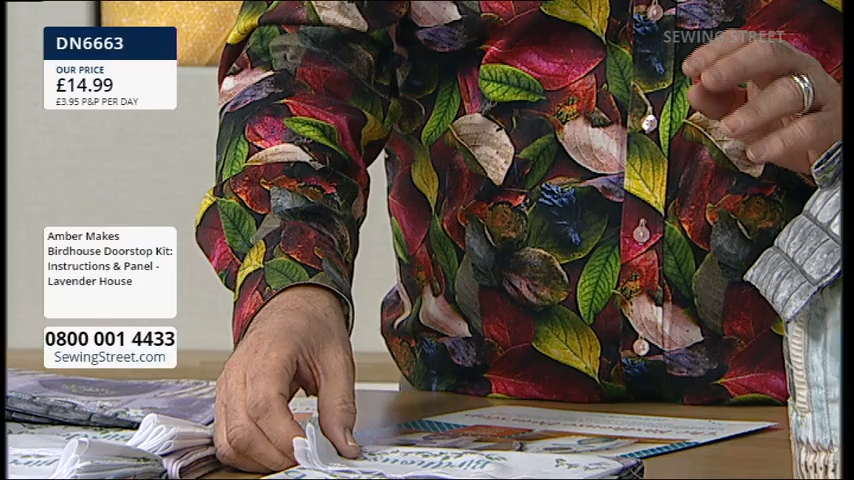 DN6663
OUR PRICE
£14.99
£3.95 P&P PER DAY
SEWING STREET
Amber Makes
Birdhouse Doorstop Kit:
Instructions & Panel -
Lavender House
0800 001 4433
SewingStreet.com
Birdhouse